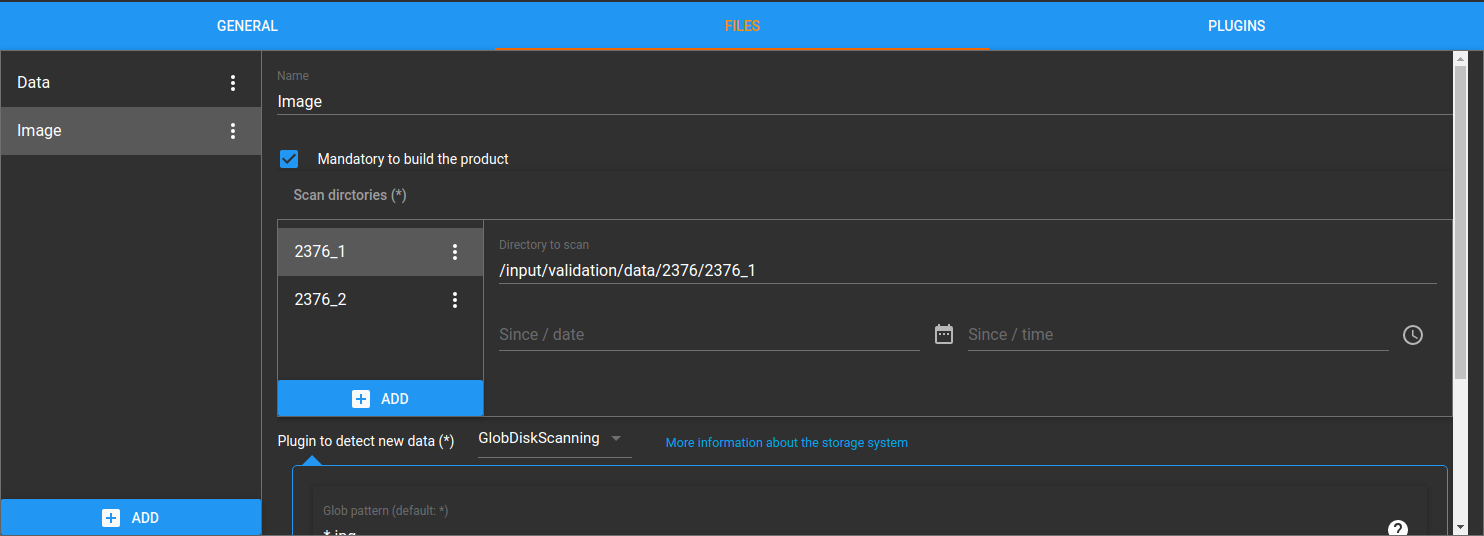 GENERAL FILES PLUGINS
Data
Image
ADD
Name
Image
Mandatory to build the product
Scan dirctories (*)
2376_1
2376_2
ADD
Directory to scan
/input/validation/data/2376/2376_1
Since / date Since / time
Plugin to detect new data (*) GlobDiskScanning More information about the storage system
Glob pattern (default: *)
?